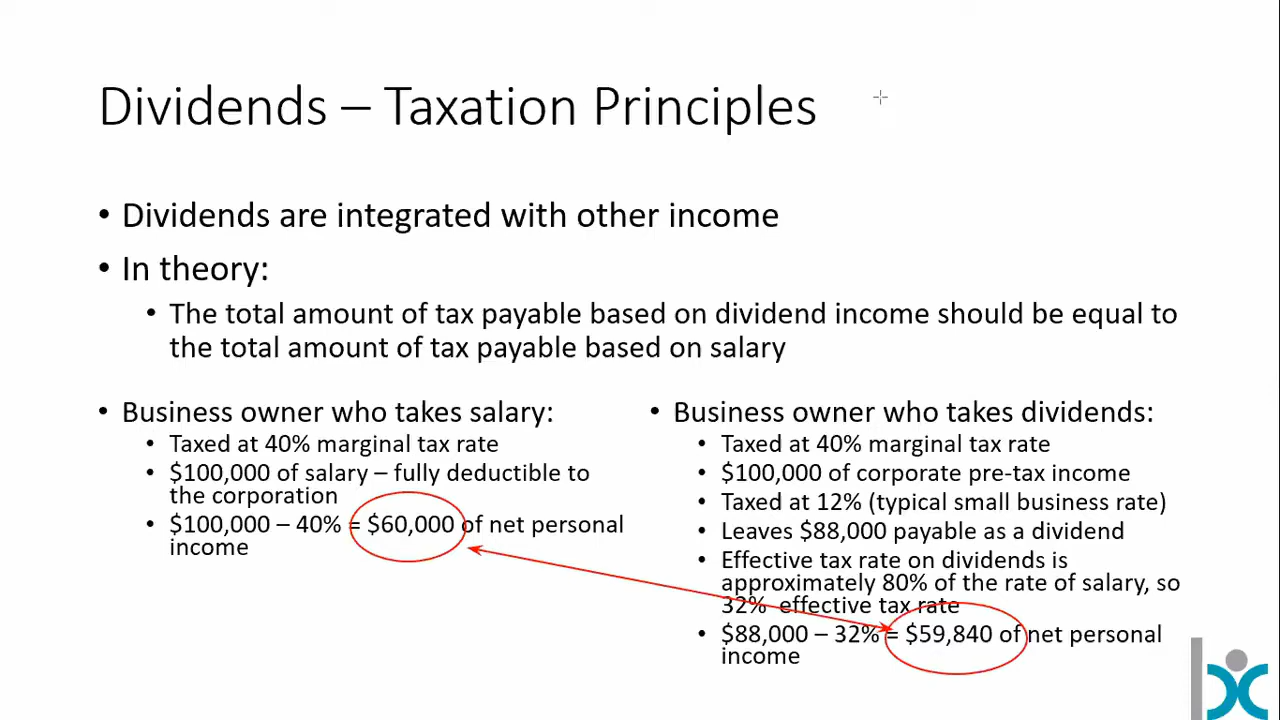 Dividends – Taxation Principles
• Dividends are integrated with other income
• In theory:
• The total amount of tax payable based on dividend income should be equal to
the total amount of tax payable based on salary
• Business owner who takes salary:
• Taxed at 40% marginal tax rate
• $100,000 of salary – fully deductible to
the corporation
• $100,000 – 40% = $60,000 of net personal
income
• Business owner who takes dividends:
• Taxed at 40% marginal tax rate
• $100,000 of corporate pre-tax income
• Taxed at 12% (typical small business rate)
• Leaves $88,000 payable as a dividend
• Effective tax rate on dividends is
approximately 80% of the rate of salary, so
32% effective tax rate
• $88,000 – 32% = $59,840 of net personal
income